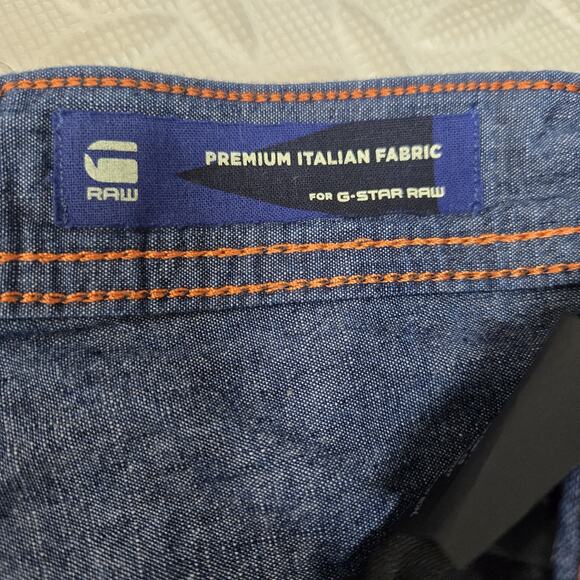 RAW
PREMIUM ITALIAN FABRIC
FOR G-STAR RAW